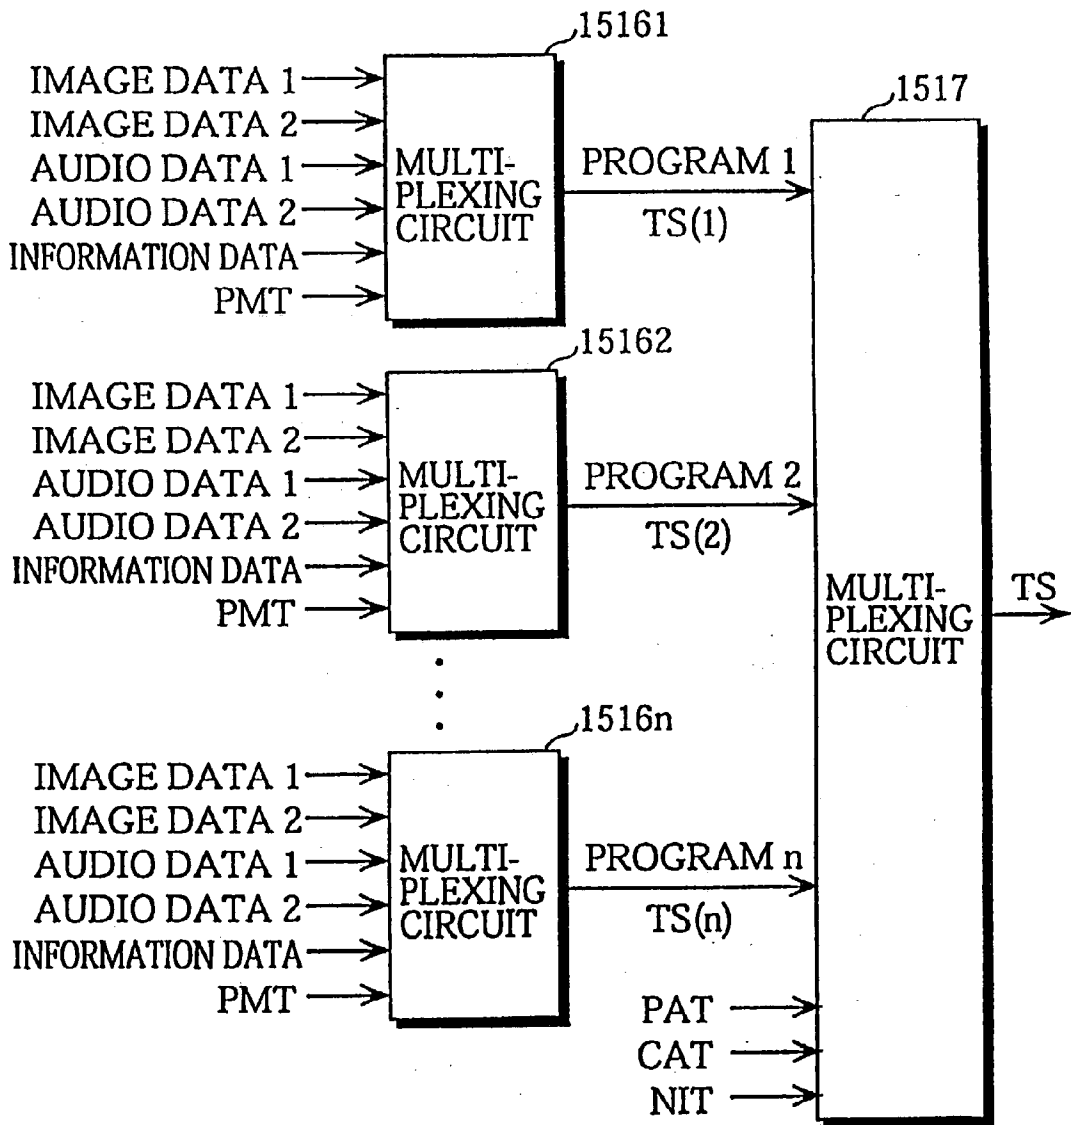 15161
IMAGE DATA 1
IMAGE DATA 2
AUDIO DATA 1
AUDIO DATA 2
INFORMATION DATA
PMT
MULTI-
PLEXING
CIRCUIT
PROGRAM 1
TS(1)
1517
15162
IMAGE DATA 1
IMAGE DATA 2
AUDIO DATA 1
AUDIO DATA 2
INFORMATION DATA
PMT
MULTI-
PLEXING
CIRCUIT
PROGRAM 2
TS(2)
MULTI-
PLEXING
CIRCUIT
TS
1516n
IMAGE DATA 1
IMAGE DATA 2
AUDIO DATA 1
AUDIO DATA 2
INFORMATION DATA
PMT
MULTI-
PLEXING
CIRCUIT
PROGRAM n
TS(n)
PAT
CAT
NIT